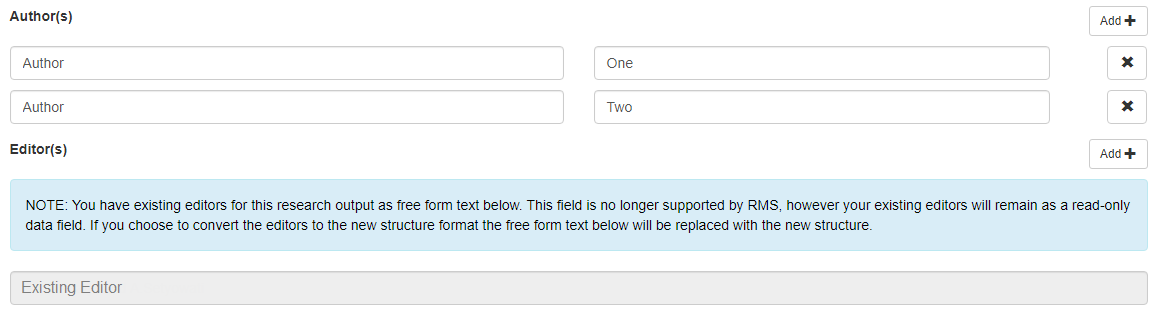 Author(s)
Add
Author One
Author Two
Editor(s)
Add
NOTE: You have existing editors for this research output as free form text below. This field is no longer supported by RMS, however your existing editors will remain as a read-only
data field. If you choose to convert the editors to the new structure format the free form text below will be replaced with the new structure.
Existing Editor